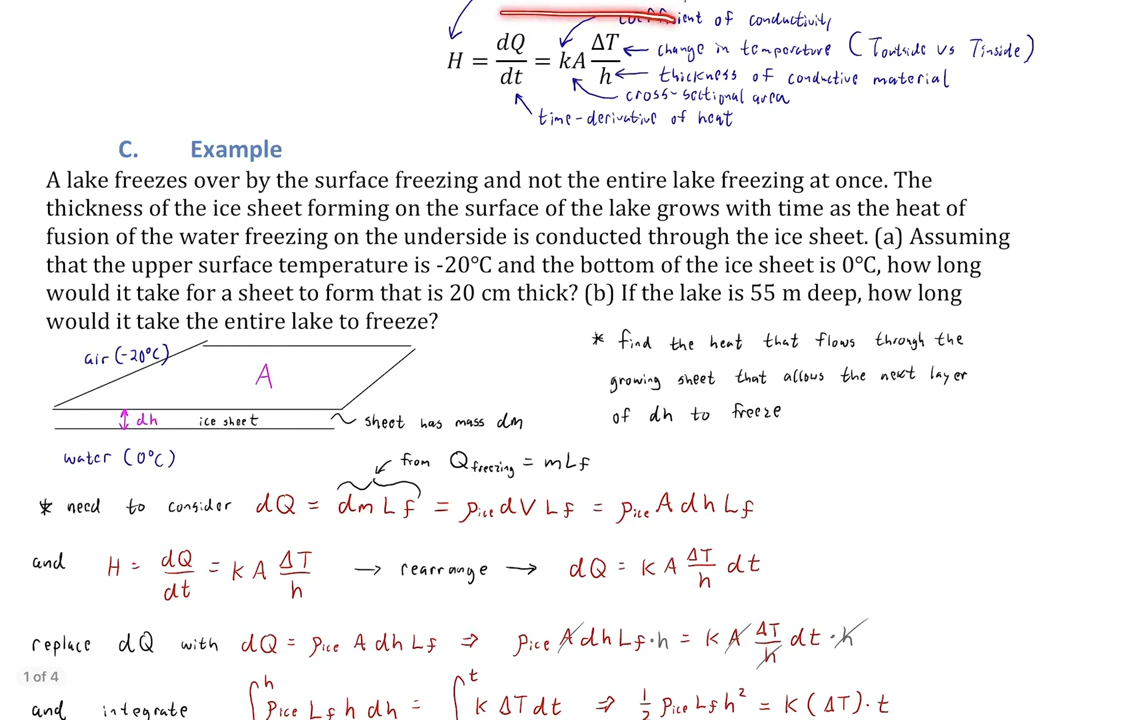 coefficient of conductivity
H = dQ/dt = kA ΔT/h
change in temperature (Toutside vs Tinside)
thickness of conductive material
cross-sectional area
time-derivative of heat
C. Example
A lake freezes over by the surface freezing and not the entire lake freezing at once. The
thickness of the ice sheet forming on the surface of the lake grows with time as the heat of
fusion of the water freezing on the underside is conducted through the ice sheet. (a) Assuming
that the upper surface temperature is -20°C and the bottom of the ice sheet is 0°C, how long
would it take for a sheet to form that is 20 cm thick? (b) If the lake is 55 m deep, how long
would it take the entire lake to freeze?
air (-20°C)
A
dh ice sheet
sheet has mass dm
water (0°C)
* find the heat that flows through the
growing sheet that allows the next layer
of dh to freeze
from Qfreezing = mLf
* need to consider dQ = dm Lf = ρice dV Lf = ρice A dh Lf
and H = dQ/dt = k A ΔT/h → rearrange → dQ = k A ΔT/h dt
replace dQ with dQ = ρice A dh Lf ⇒ ρice A dh Lf · h = k A ΔT/h dt · h
1 of 4
and integrate ∫^h ρice Lf h dh = ∫^t k ΔT dt ⇒ ½ ρice Lf h² = k (ΔT) · t